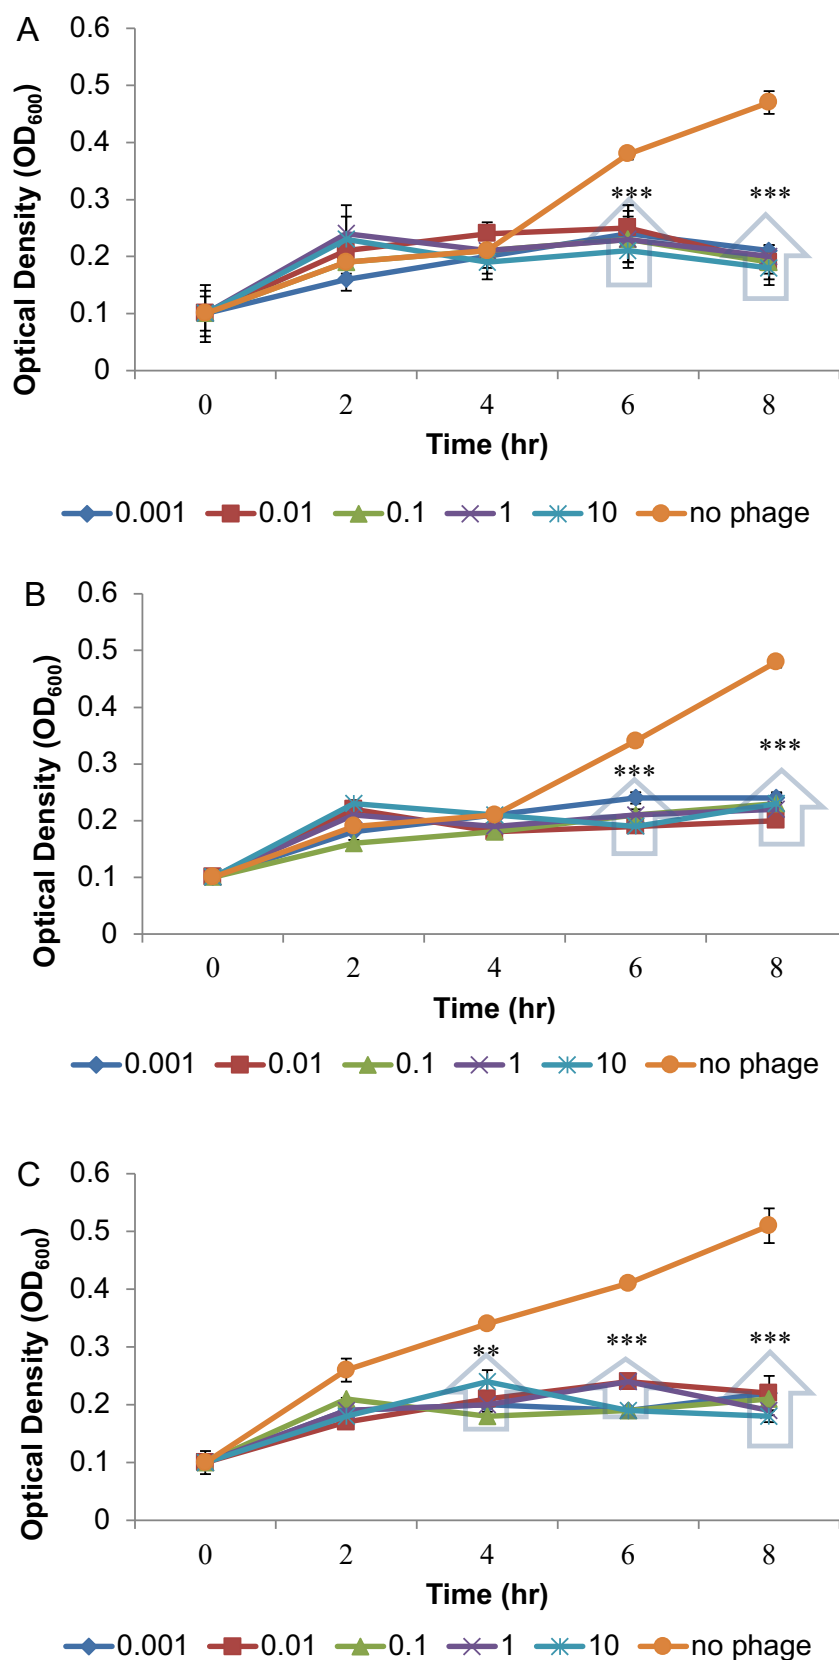 A
0.6
0.5
0.4
0.3
0.2
0.1
0
Optical Density (OD600)
*** ***
0 2 4 6 8
Time (hr)
0.001 0.01 0.1 1 10 no phage
B
0.6
0.5
0.4
0.3
0.2
0.1
0
Optical Density (OD600)
*** ***
0 2 4 6 8
Time (hr)
0.001 0.01 0.1 1 10 no phage
C
0.6
0.5
0.4
0.3
0.2
0.1
0
Optical Density (OD600)
** *** ***
0 2 4 6 8
Time (hr)
0.001 0.01 0.1 1 10 no phage